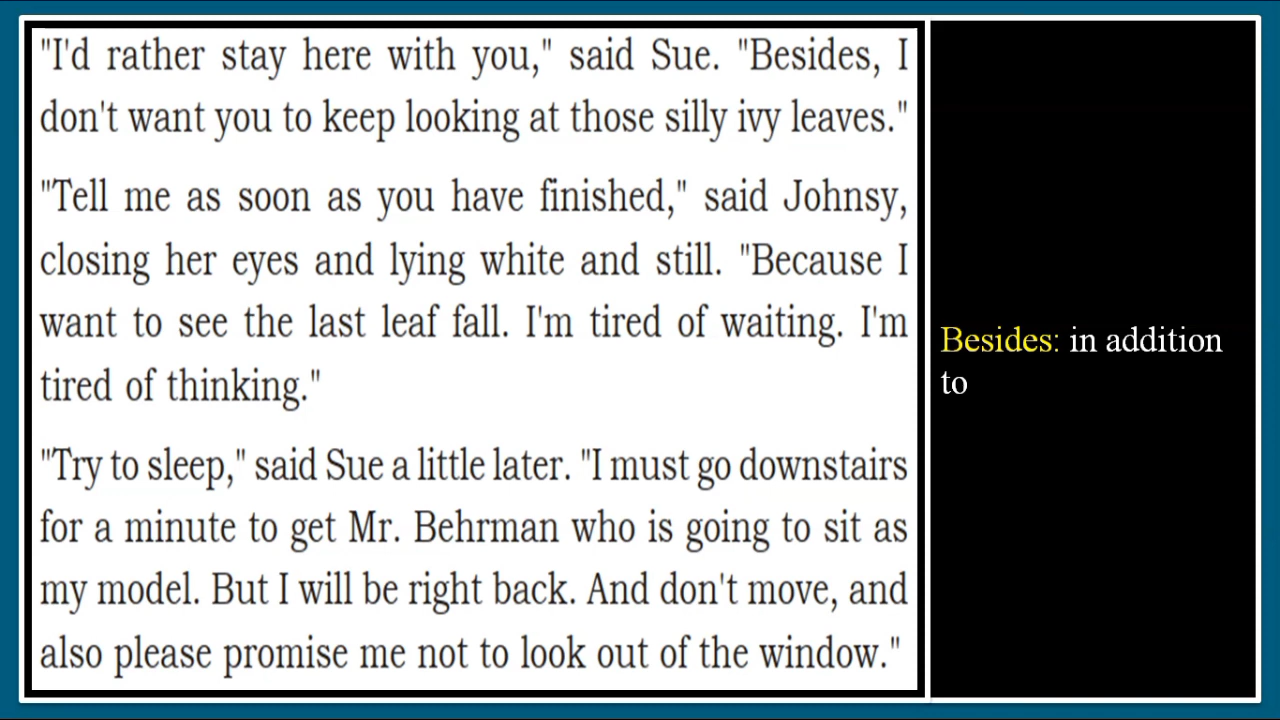 "I'd rather stay here with you," said Sue. "Besides, I
don't want you to keep looking at those silly ivy leaves."
"Tell me as soon as you have finished," said Johnsy,
closing her eyes and lying white and still. "Because I
want to see the last leaf fall. I'm tired of waiting. I'm
tired of thinking."
"Try to sleep," said Sue a little later. "I must go downstairs
for a minute to get Mr. Behrman who is going to sit as
my model. But I will be right back. And don't move, and
also please promise me not to look out of the window."
Besides: in addition
to